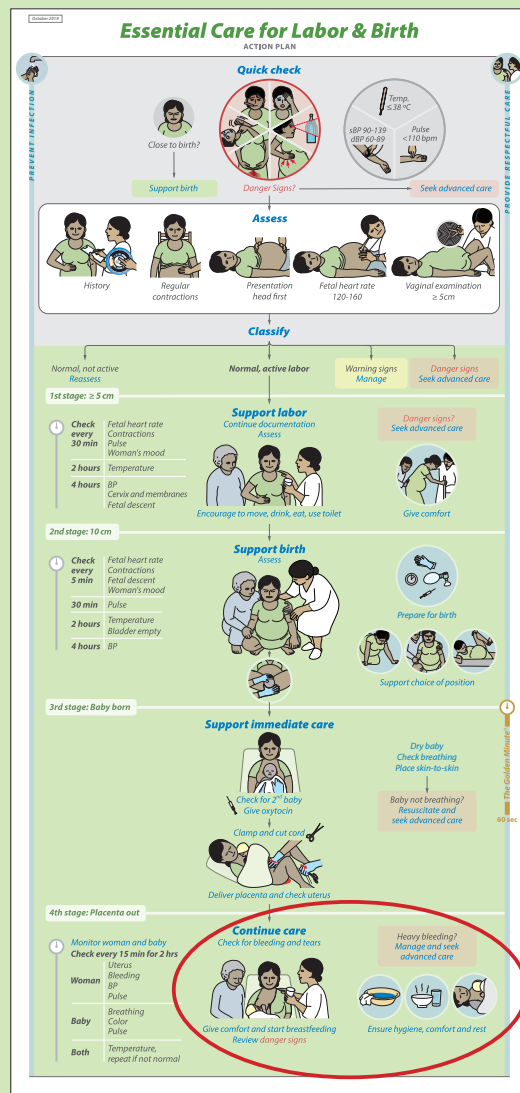 October 2019
Essential Care for Labor & Birth
ACTION PLAN
PREVENT INFECTION
PROVIDE RESPECTFUL CARE
Quick check
Close to birth?
Temp.
≤38 ºC
sBP 90-139
dBP 60-89
Pulse
<110 bpm
Support birth
Danger Signs?
Seek advanced care
Assess
History
Regular
contractions
Presentation
head first
Fetal heart rate
120-160
Vaginal examination
≥ 5cm
Classify
Normal, not active
Reassess
Normal, active labor
Warning signs
Manage
Danger signs
Seek advanced care
1st stage: ≥ 5 cm
Check
every
30 min
Fetal heart rate
Contractions
Pulse
Woman's mood
2 hours
Temperature
4 hours
BP
Cervix and membranes
Fetal descent
Support labor
Continue documentation
Assess
Encourage to move, drink, eat, use toilet
Danger signs?
Seek advanced care
Give comfort
2nd stage: 10 cm
Check
every
5 min
Fetal heart rate
Contractions
Fetal descent
Woman's mood
30 min
Pulse
2 hours
Temperature
Bladder empty
4 hours
BP
Support birth
Assess
Prepare for birth
Support choice of position
3rd stage: Baby born
Support immediate care
Check for 2nd baby
Give oxytocin
Clamp and cut cord
Deliver placenta and check uterus
Dry baby
Check breathing
Place skin-to-skin
Baby not breathing?
Resuscitate and
seek advanced care
The Golden Minute®
60 sec
4th stage: Placenta out
Monitor woman and baby
Check every 15 min for 2 hrs
Woman
Uterus
Bleeding
BP
Pulse
Baby
Breathing
Color
Pulse
Both
Temperature,
repeat if not normal
Continue care
Check for bleeding and tears
Give comfort and start breastfeeding
Review danger signs
Heavy bleeding?
Manage and seek
advanced care
Ensure hygiene, comfort and rest